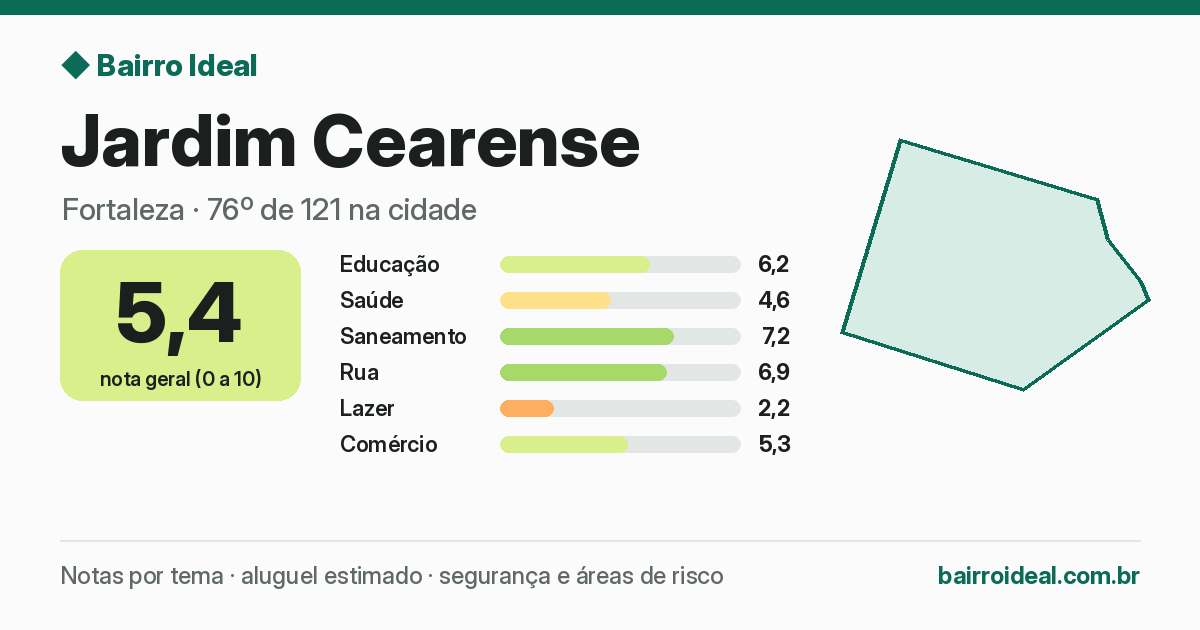 Bairro Ideal
Jardim Cearense
Fortaleza · 76º de 121 na cidade
5,4
nota geral (0 a 10)
Educação 6,2
Saúde 4,6
Saneamento 7,2
Rua 6,9
Lazer 2,2
Comércio 5,3
Notas por tema · aluguel estimado · segurança e áreas de risco
bairroideal.com.br